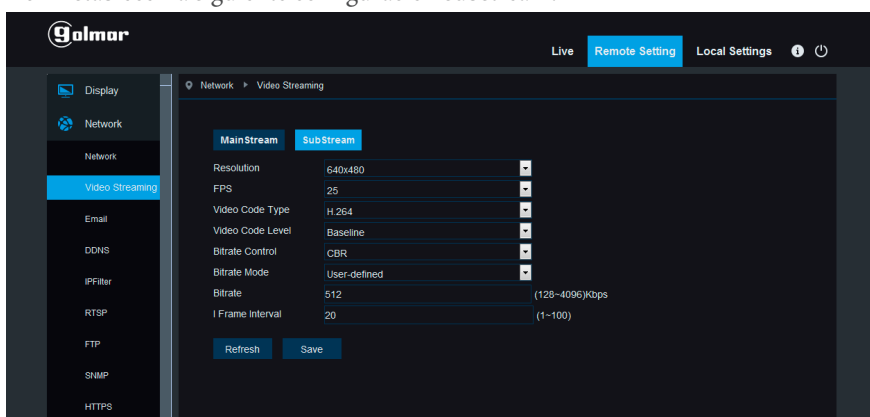 golmar
Live Remote Setting Local Settings
Display
Network
Network
Video Streaming
Email
DDNS
IPFilter
RTSP
FTP
SNMP
HTTPS
Network Video Streaming
MainStream SubStream
Resolution 640x480
FPS 25
Video Code Type H.264
Video Code Level Baseline
Bitrate Control CBR
Bitrate Mode User-defined
Bitrate 512 (128~4096)Kbps
I Frame Interval 20 (1~100)
Refresh Save